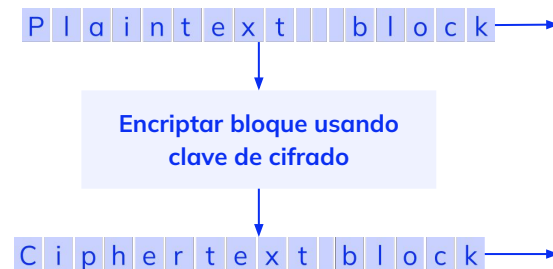 Plaintext  block
Encriptar bloque usando
clave de cifrado
Ciphertext block